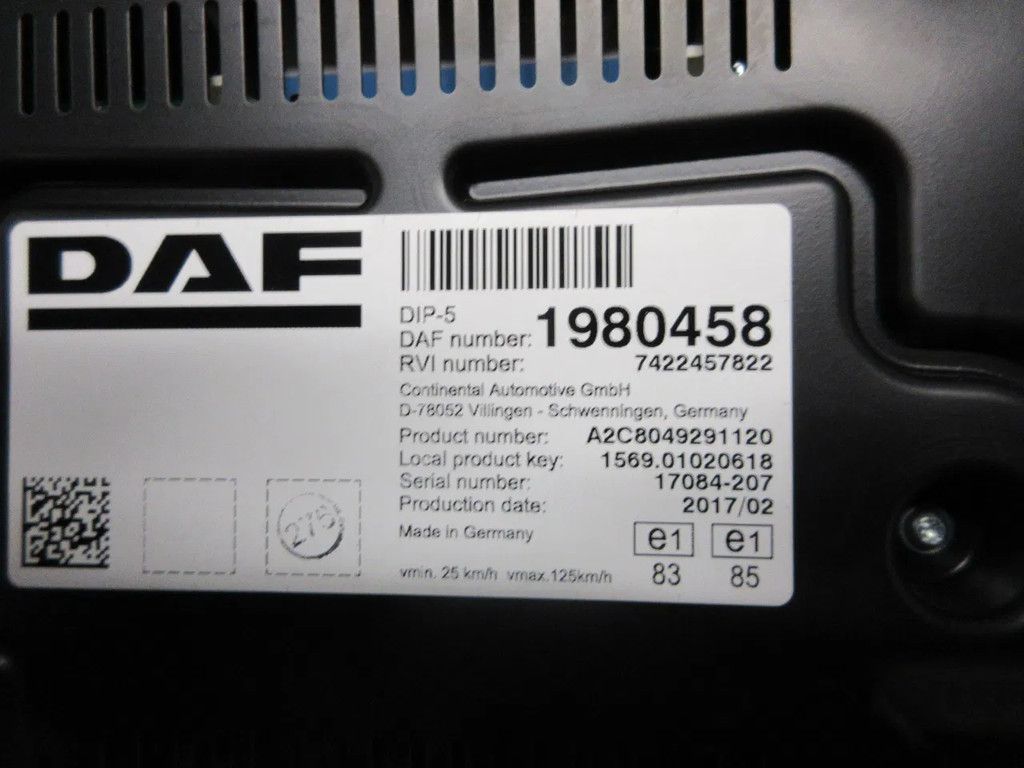 DAF
DIP-5
DAF number: 1980458
RVI number: 7422457822
Continental Automotive GmbH
D-78052 Villingen - Schwenningen, Germany
Product number: A2C8049291120
Local product key: 1569.01020618
Serial number: 17084-207
Production date: 2017/02
Made in Germany
e1 e1
83 85
vmin. 25 km/h vmax.125km/h